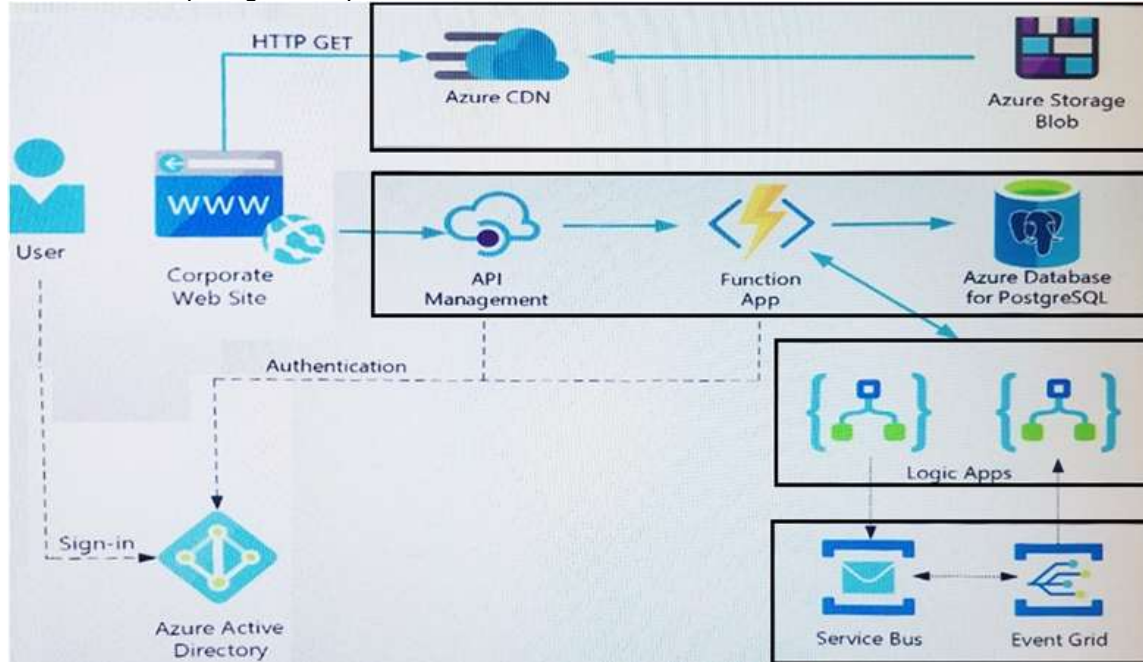 HTTP GET
Azure CDN
Azure Storage
Blob
WWW
User
Corporate
Web Site
API
Management
Function
App
Azure Database
for PostgreSQL
Authentication
Logic Apps
Sign-in
Azure Active
Directory
Service Bus
Event Grid